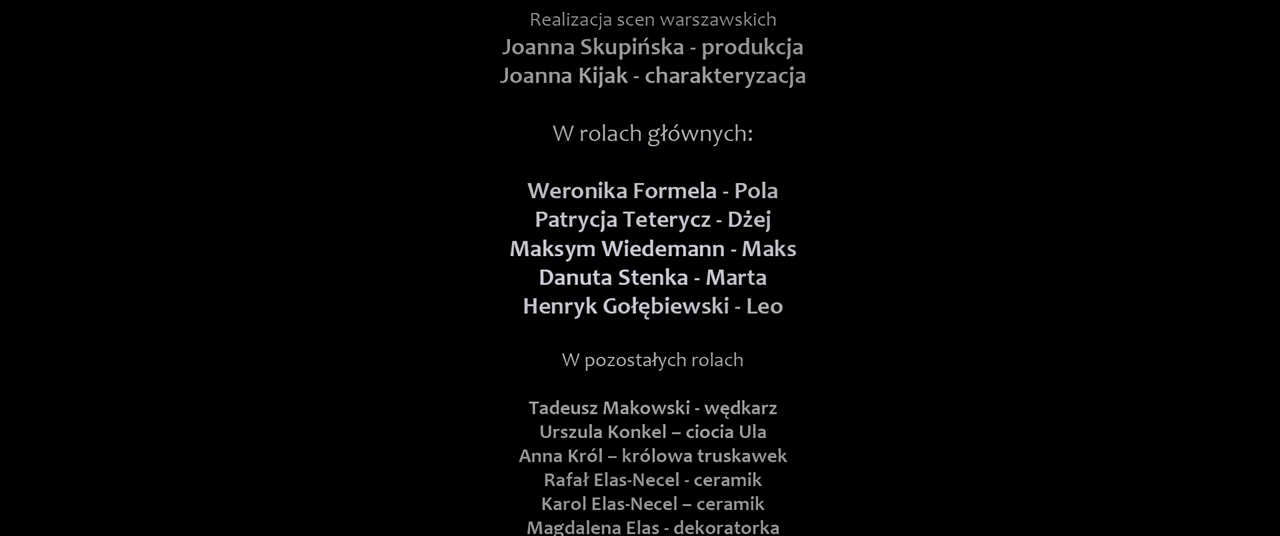 Realizacja scen warszawskich
Joanna Skupińska - produkcja
Joanna Kijak - charakteryzacja
W rolach głównych:
Weronika Formela - Pola
Patrycja Teterycz - Dżej
Maksym Wiedemann - Maks
Danuta Stenka - Marta
Henryk Gołębiewski - Leo
W pozostałych rolach
Tadeusz Makowski - wędkarz
Urszula Konkel – ciocia Ula
Anna Król – królowa truskawek
Rafał Elas-Necel - ceramik
Karol Elas-Necel – ceramik
Magdalena Elas - dekoratorka